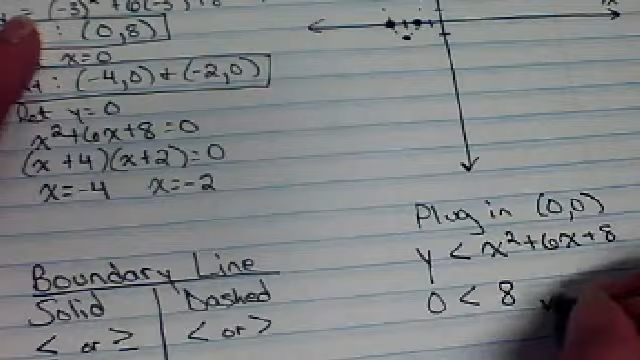 = (-3)² + 6(-3) + 8
: (0,8)
x=0
: (-4,0) + (-2,0)
Let y=0
x²+6x+8=0
(x+4)(x+2)=0
x=-4 x=-2
Boundary Line
Solid Dashed
< or ≥ < or >
Plug in (0,0)
y < x²+6x+8
0 < 8